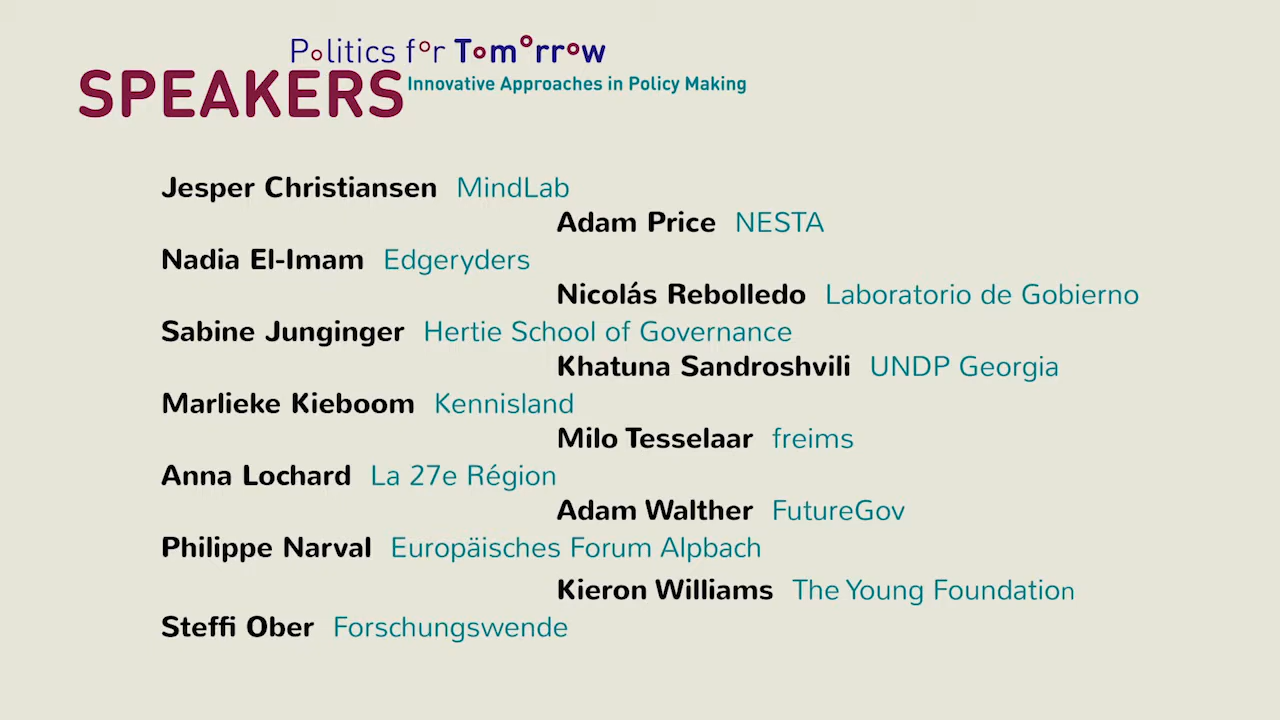 Politics for Tomorrow
SPEAKERS Innovative Approaches in Policy Making
Jesper Christiansen MindLab
Adam Price NESTA
Nadia El-Imam Edgeryders
Nicolás Rebolledo Laboratorio de Gobierno
Sabine Junginger Hertie School of Governance
Khatuna Sandroshvili UNDP Georgia
Marlieke Kieboom Kennisland
Milo Tesselaar freims
Anna Lochard La 27e Région
Adam Walther FutureGov
Philippe Narval Europäisches Forum Alpbach
Kieron Williams The Young Foundation
Steffi Ober Forschungswende